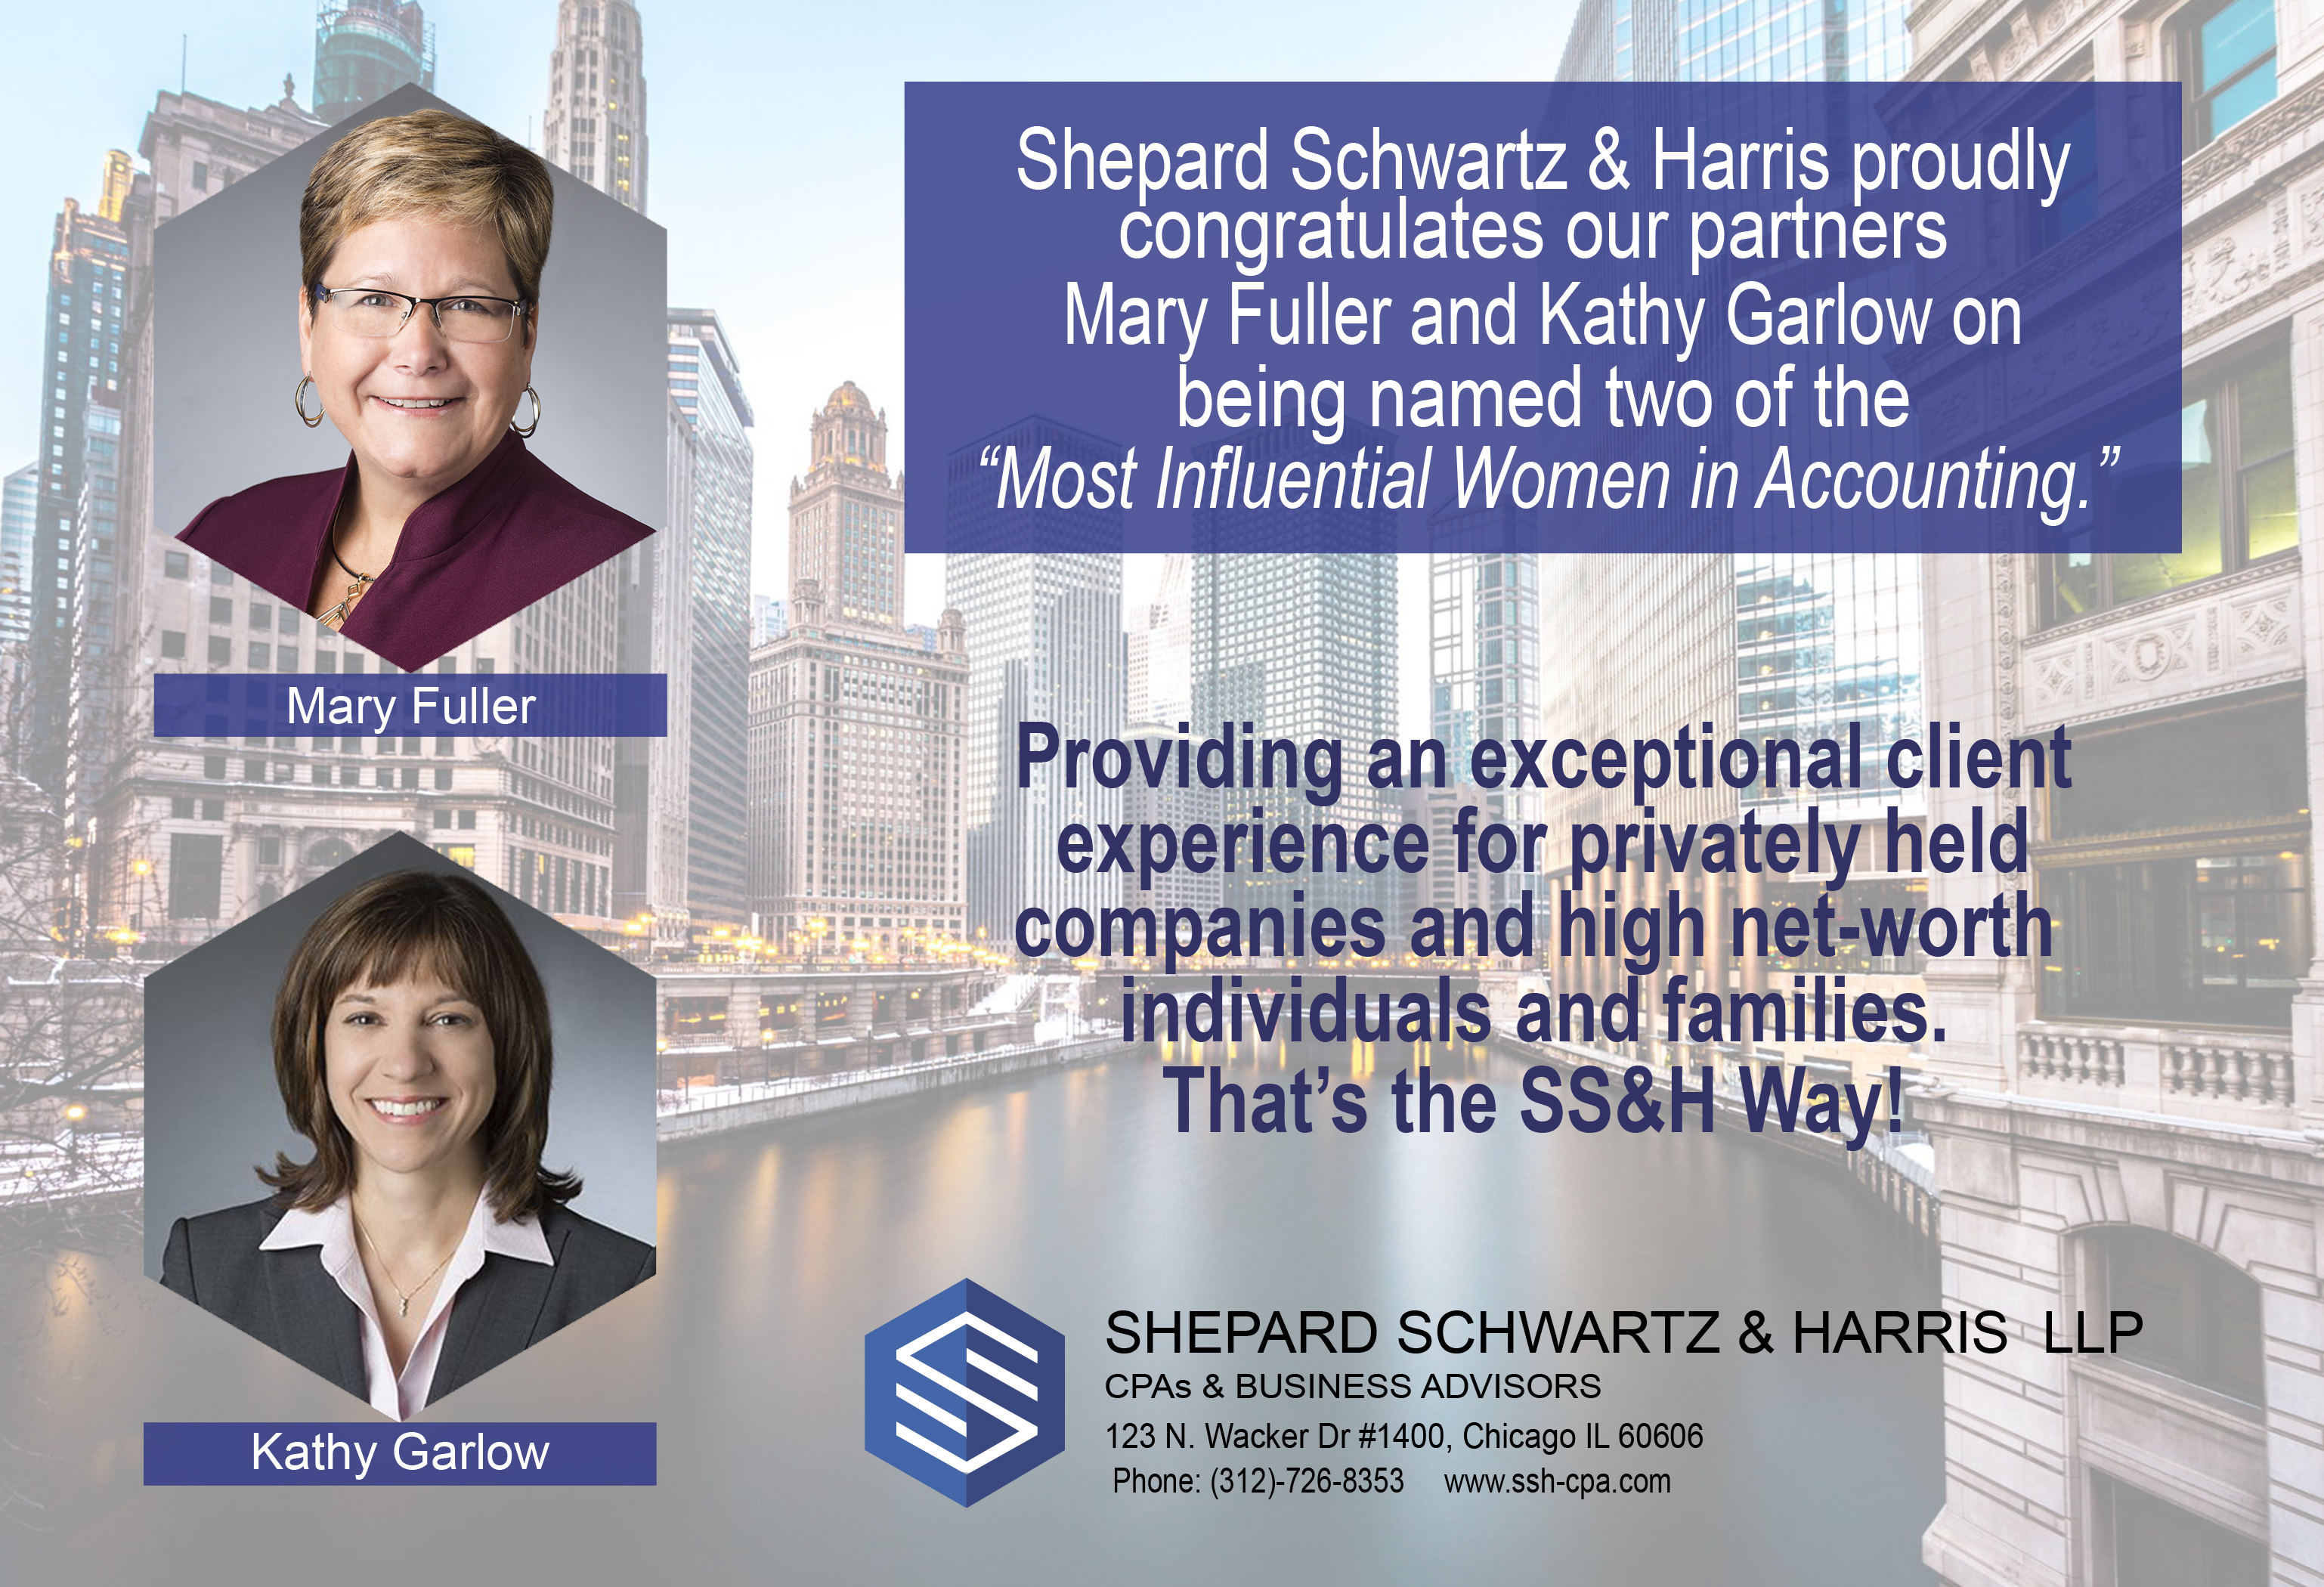 Shepard Schwartz & Harris proudly
congratulates our partners
Mary Fuller and Kathy Garlow on
being named two of the
“Most Influential Women in Accounting.”
Mary Fuller
Providing an exceptional client
experience for privately held
companies and high net-worth
individuals and families.
That’s the SS&H Way!
Kathy Garlow
SHEPARD SCHWARTZ & HARRIS LLP
CPAs & BUSINESS ADVISORS
123 N. Wacker Dr #1400, Chicago IL 60606
Phone: (312)-726-8353 www.ssh-cpa.com